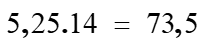 5,25.14 = 73,5